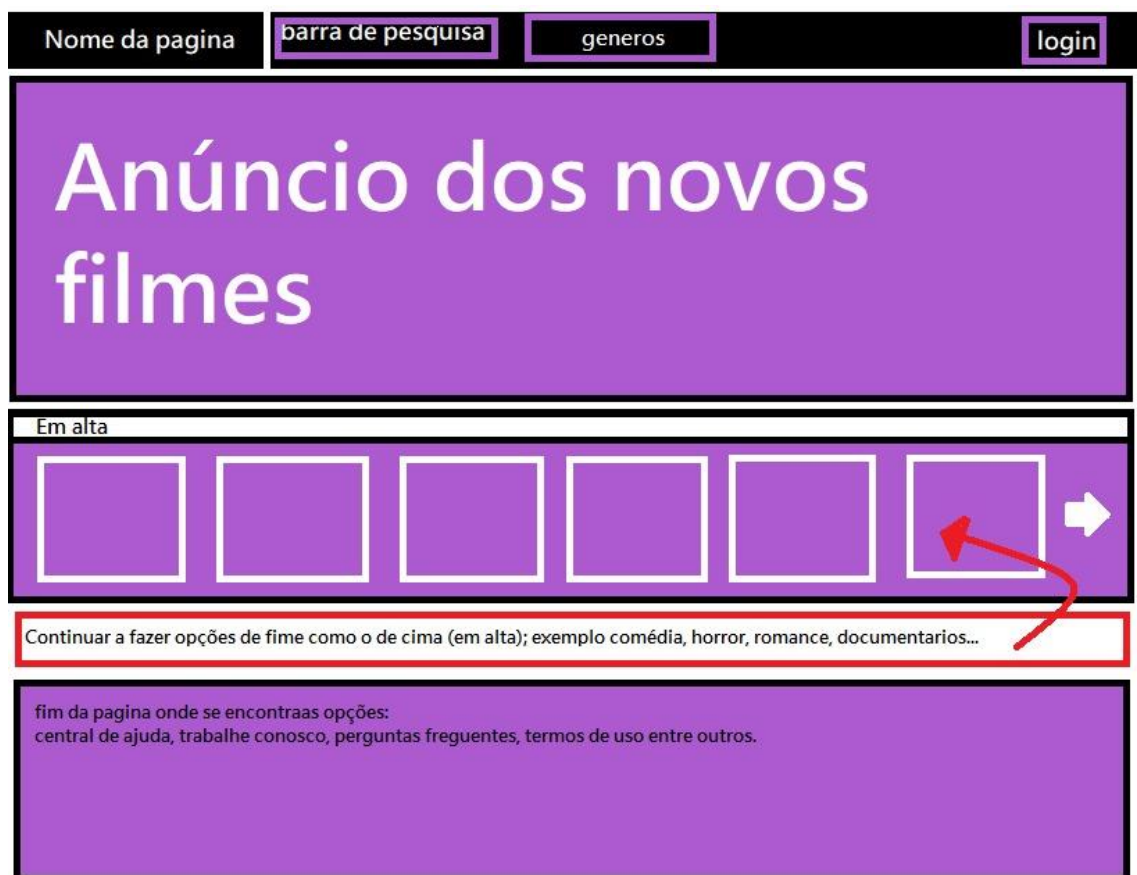 Nome da pagina
barra de pesquisa
generos
login
Anúncio dos novos
filmes
Em alta
Continuar a fazer opções de fime como o de cima (em alta); exemplo comédia, horror, romance, documentarios...
fim da pagina onde se encontraas opções:
central de ajuda, trabalhe conosco, perguntas freguentes, termos de uso entre outros.